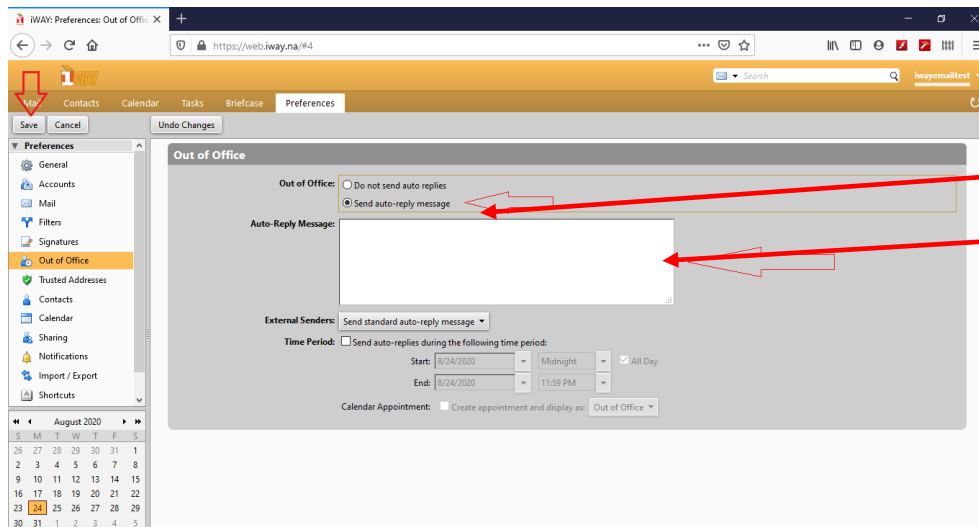 iWAY: Preferences: Out of Offic
https://web.iway.na/#4
iway
Search
iwayemailtest
Mail Contacts Calendar Tasks Briefcase Preferences
Save Cancel Undo Changes
Preferences
General
Accounts
Mail
Filters
Signatures
Out of Office
Trusted Addresses
Contacts
Calendar
Sharing
Notifications
Import / Export
Shortcuts
August 2020
S M T W T F S
26 27 28 29 30 31 1
2 3 4 5 6 7 8
9 10 11 12 13 14 15
16 17 18 19 20 21 22
23 24 25 26 27 28 29
30 31 1 2 3 4 5
Out of Office
Out of Office: Do not send auto replies
Send auto-reply message
Auto-Reply Message:
External Senders: Send standard auto-reply message
Time Period: Send auto-replies during the following time period:
Start: 8/24/2020 Midnight All Day
End: 8/24/2020 11:59 PM
Calendar Appointment: Create appointment and display as: Out of Office